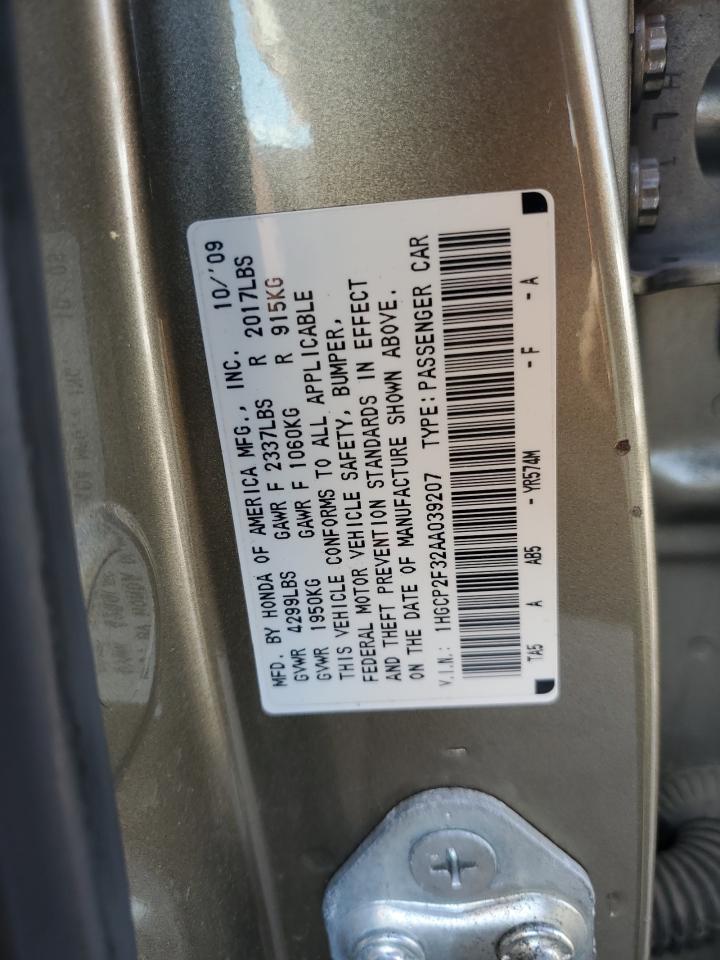 MFD. BY HONDA OF AMERICA MFG., INC. 10/'09
GVWR 4299LBS GAWR F 2337LBS R 2017LBS
GVWR 1950KG GAWR F 1060KG R 915KG
THIS VEHICLE CONFORMS TO ALL APPLICABLE
FEDERAL MOTOR VEHICLE SAFETY, BUMPER,
AND THEFT PREVENTION STANDARDS IN EFFECT
ON THE DATE OF MANUFACTURE SHOWN ABOVE.
V.I.N.: 1HGCP2F32AA039207 TYPE:PASSENGER CAR
TA5 A AB5 - YR574M - F - A
H L T